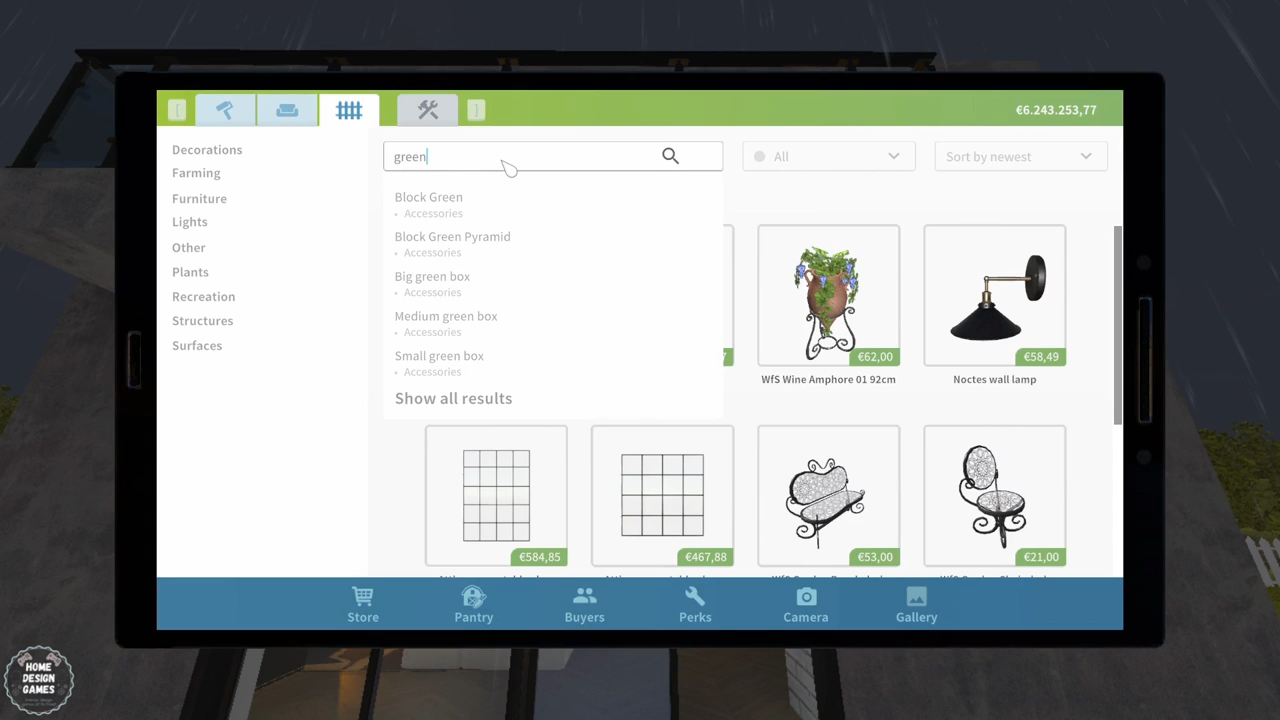 [
]
€6.243.253,77
Decorations
Farming
Furniture
Lights
Other
Plants
Recreation
Structures
Surfaces
green
All
Sort by newest
Block Green
• Accessories
Block Green Pyramid
• Accessories
Big green box
• Accessories
Medium green box
• Accessories
Small green box
• Accessories
Show all results
7
€62,00
€58,49
WfS Wine Amphore 01 92cm
Noctes wall lamp
€584,85
€467,88
€53,00
€21,00
Store
Pantry
Buyers
Perks
Camera
Gallery
HOME
DESIGN
GAMES